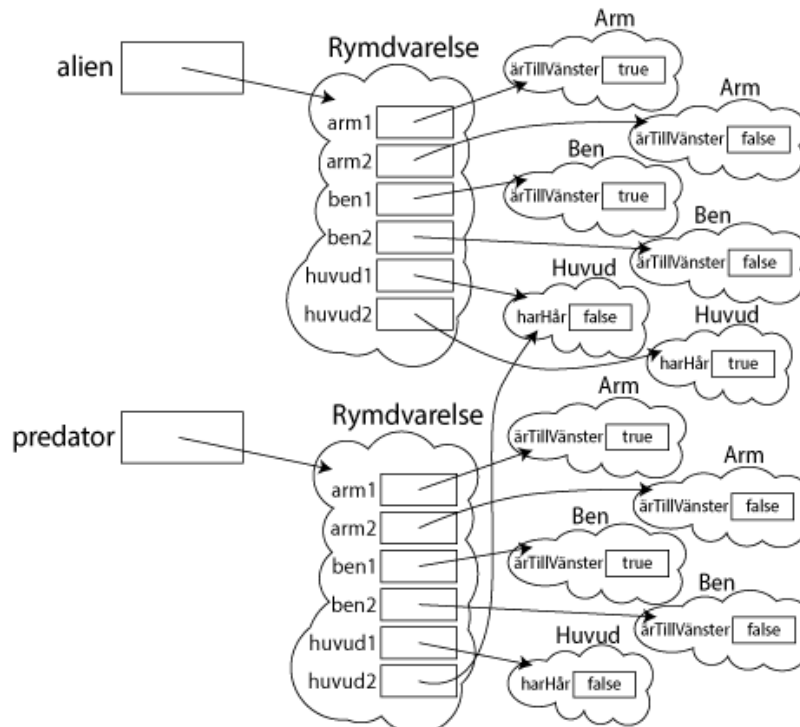 Arm
Rymdvarelse
alien
ärTillVänster true
Arm
arm1
ärTillVänster false
arm2
Ben
ben1
ärTillVänster true
Ben
ben2
ärTillVänster false
Huvud
huvud1
harHår false
Huvud
huvud2
harHår true
Arm
Rymdvarelse
predator
ärTillVänster true
Arm
arm1
ärTillVänster false
arm2
Ben
ben1
ärTillVänster true
Ben
ben2
ärTillVänster false
Huvud
huvud1
huvud2
harHår false